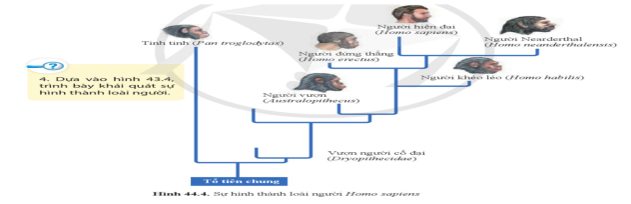 Người hiện đại
(Homo sapiens)
Tinh tinh (Pan troglodytas)
Người đứng thẳng
(Homo erectus)
Người Nearderthal
(Homo neanderthalensis)
4. Dựa vào hình 43.4,
trình bày khái quát sự
hình thành loài người.
Người khéo léo (Homo habilis)
Người vượn
(Australopithecus)
Vượn người cổ đại
(Dryopithecidae)
Tổ tiên chung
Hình 44.4. Sự hình thành loài người Homo sapiens